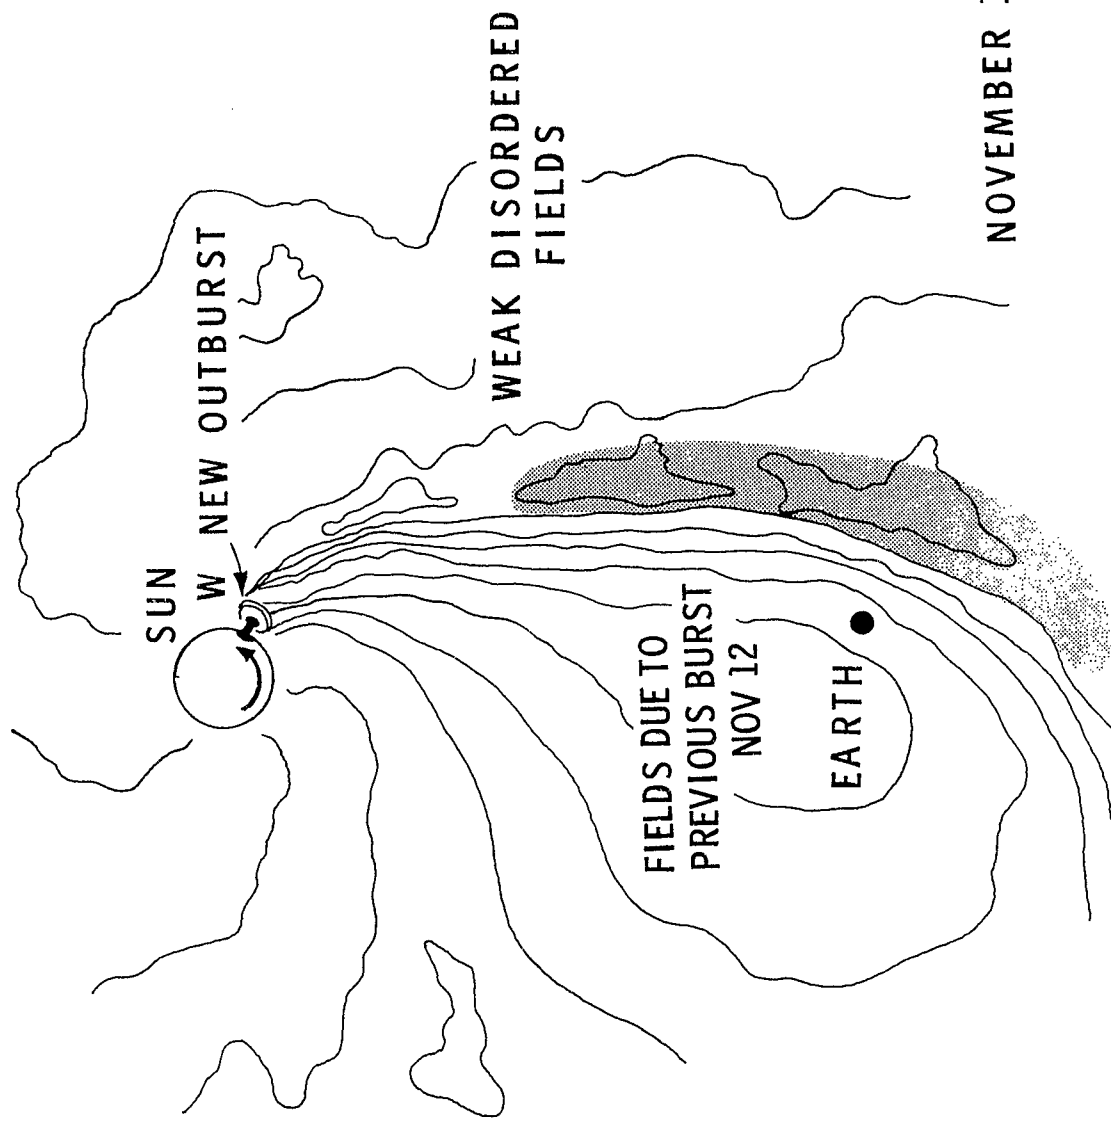 SUN
W
NEW OUTBURST
WEAK DISORDERED
FIELDS
FIELDS DUE TO
PREVIOUS BURST
NOV 12
EARTH
NOVEMBER